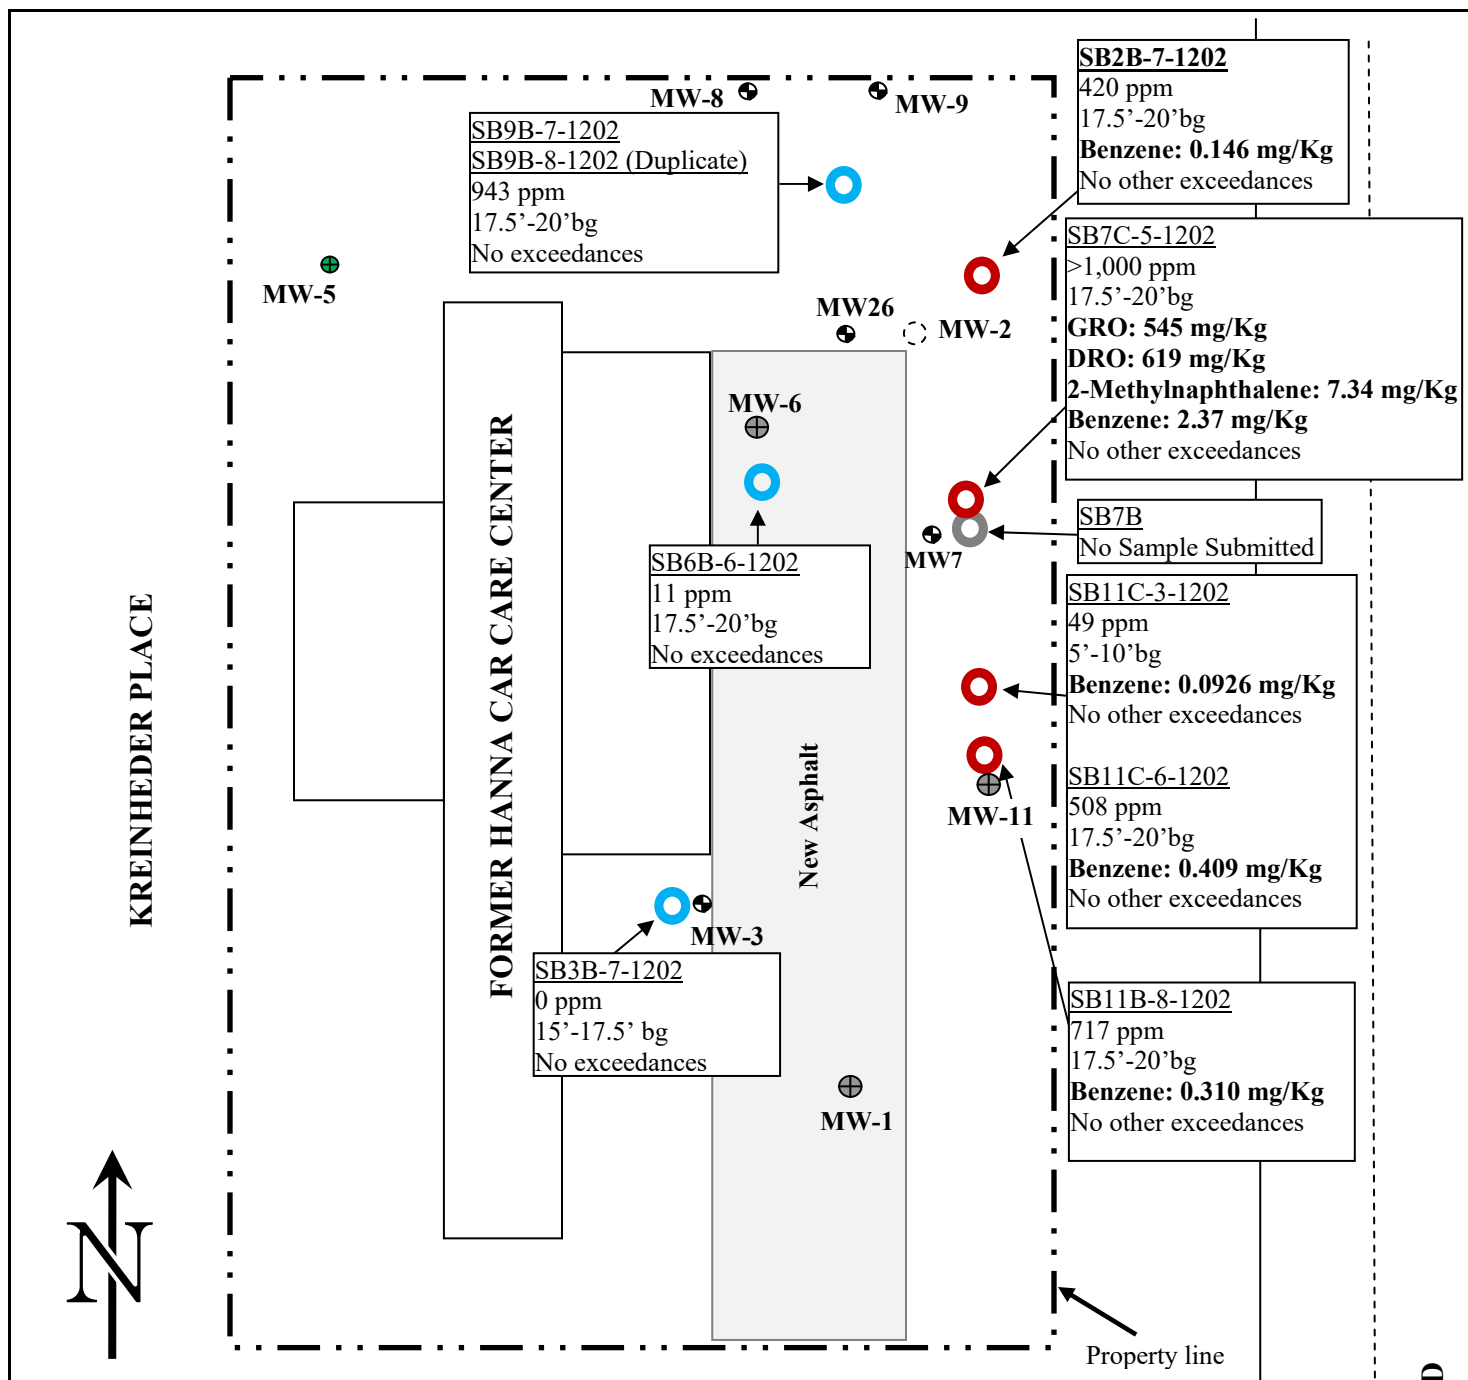 SB2B-7-1202
420 ppm
17.5’-20’bg
Benzene: 0.146 mg/Kg
No other exceedances
MW-8
MW-9
SB9B-7-1202
SB9B-8-1202 (Duplicate)
943 ppm
17.5’-20’bg
No exceedances
SB7C-5-1202
>1,000 ppm
17.5’-20’bg
GRO: 545 mg/Kg
DRO: 619 mg/Kg
2-Methylnaphthalene: 7.34 mg/Kg
Benzene: 2.37 mg/Kg
No other exceedances
MW-5
MW26
MW-2
MW-6
SB7B
No Sample Submitted
MW7
SB6B-6-1202
11 ppm
17.5’-20’bg
No exceedances
SB11C-3-1202
49 ppm
5’-10’bg
Benzene: 0.0926 mg/Kg
No other exceedances
SB11C-6-1202
508 ppm
17.5’-20’bg
Benzene: 0.409 mg/Kg
No other exceedances
KREINHEDER PLACE
FORMER HANNA CAR CARE CENTER
New Asphalt
MW-11
MW-3
SB3B-7-1202
0 ppm
15’-17.5’ bg
No exceedances
SB11B-8-1202
717 ppm
17.5’-20’bg
Benzene: 0.310 mg/Kg
No other exceedances
MW-1
N
Property line
D